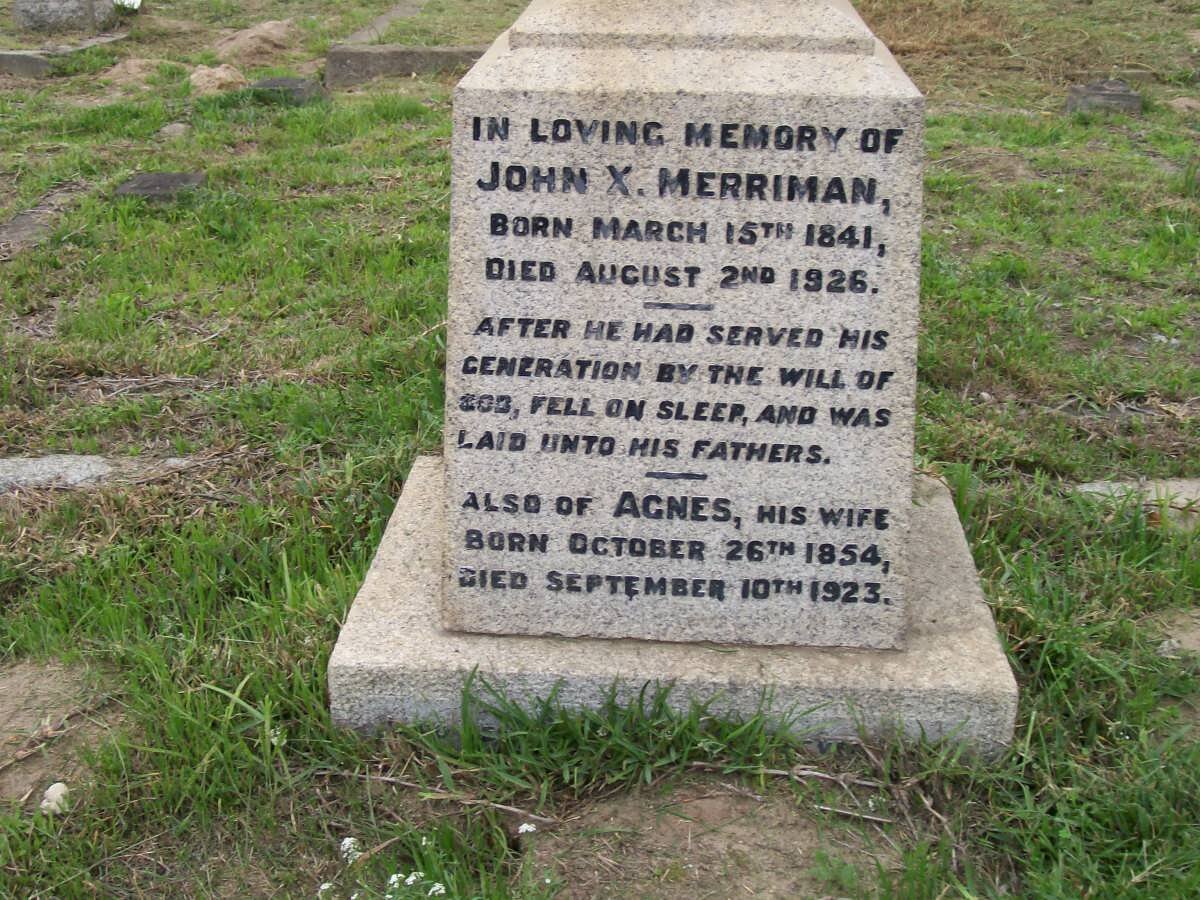 IN LOVING MEMORY OF
JOHN X. MERRIMAN,
BORN MARCH 15TH 1841,
DIED AUGUST 2ND 1926.
AFTER HE HAD SERVED HIS
GENERATION BY THE WILL OF
GOD, FELL ON SLEEP, AND WAS
LAID UNTO HIS FATHERS.
ALSO OF AGNES, HIS WIFE
BORN OCTOBER 26TH 1854,
DIED SEPTEMBER 10TH 1923.